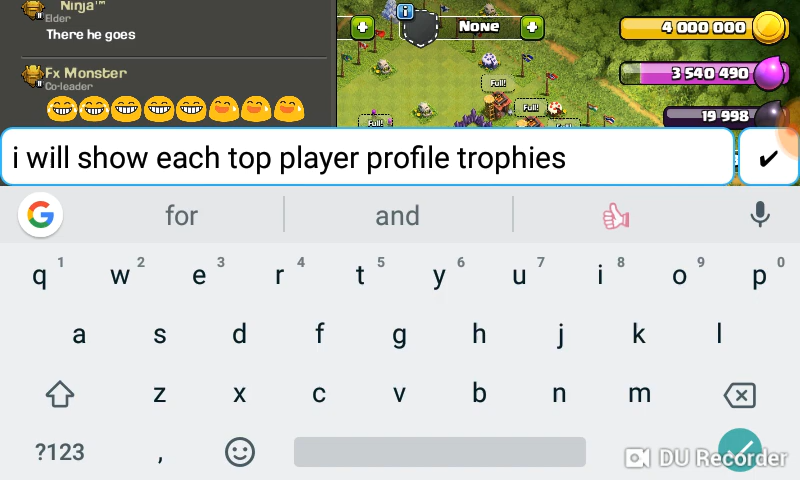 Ninja™
Elder
There he goes
Fx Monster
Co-leader
i
None
4 000 000
3 540 490
19 998
Full!
Full!
Full!
i will show each top player profile trophies
for and
q 1 w 2 e 3 r 4 t 5 y 6 u 7 i 8 o 9 p 0
a s d f g h j k l
z x c v b n m
?123 ,
DU Recorder